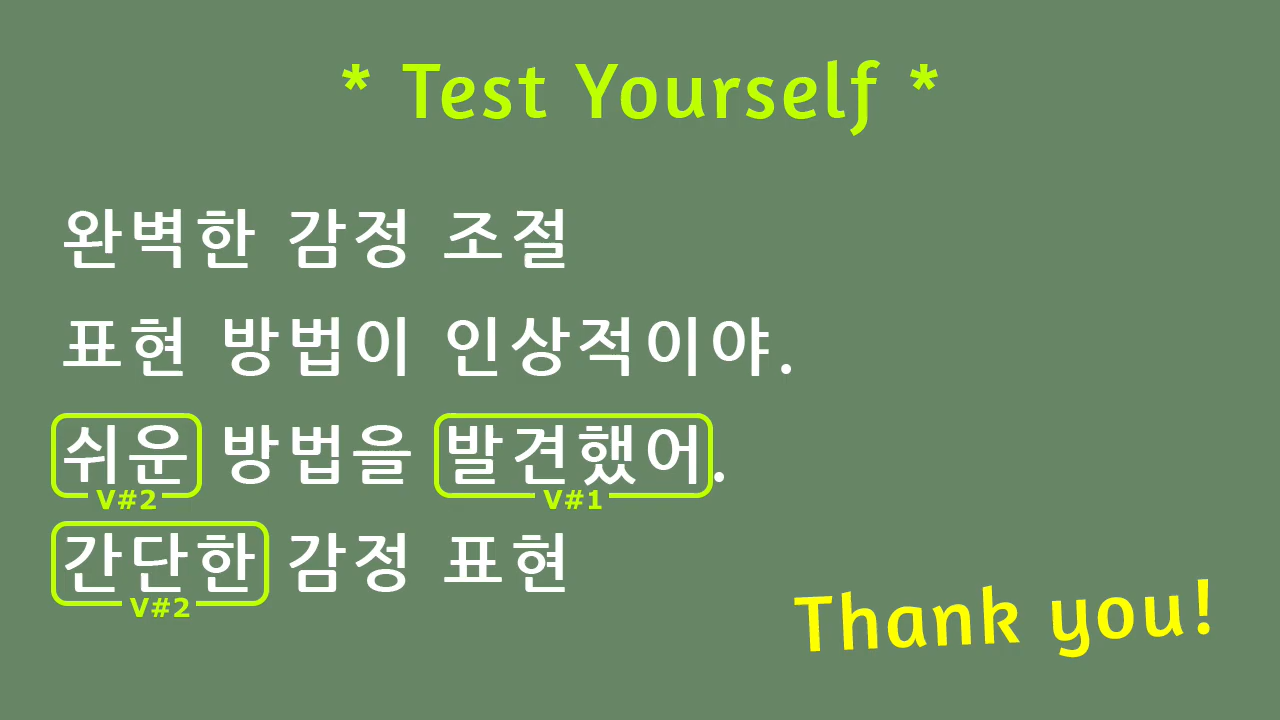 * Test Yourself *
완벽한 감정 조절
표현 방법이 인상적이야.
쉬운 방법을 발견했어.
V#2 V#1
간단한 감정 표현
V#2
Thank you!